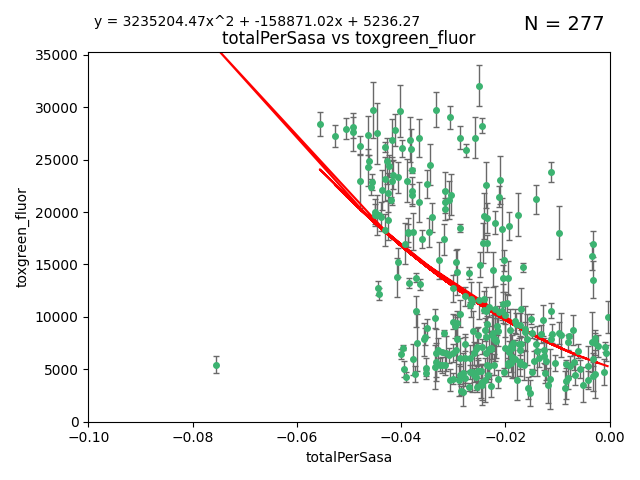 y = 3235204.47x^2 + -158871.02x + 5236.27
N = 277
totalPerSasa vs toxgreen_fluor
35000
30000
25000
20000
15000
10000
5000
0
toxgreen_fluor
−0.10
−0.08
−0.06
−0.04
−0.02
0.00
totalPerSasa